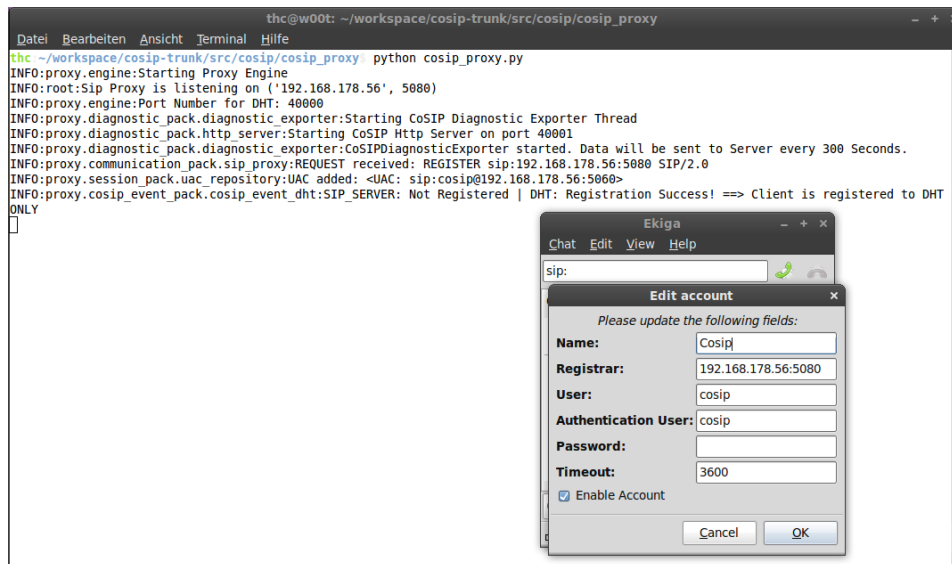 thc@w00t: ~/workspace/cosip-trunk/src/cosip/cosip_proxy
Datei Bearbeiten Ansicht Terminal Hilfe
thc ~/workspace/cosip-trunk/src/cosip/cosip_proxy python cosip_proxy.py
INFO:proxy.engine:Starting Proxy Engine
INFO:root:Sip Proxy is listening on ('192.168.178.56', 5080)
INFO:proxy.engine:Port Number for DHT: 40000
INFO:proxy.diagnostic_pack.diagnostic_exporter:Starting CoSIP Diagnostic Exporter Thread
INFO:proxy.diagnostic_pack.http_server:Starting CoSIP Http Server on port 40001
INFO:proxy.diagnostic_pack.diagnostic_exporter:CoSIPDiagnosticExporter started. Data will be sent to Server every 300 Seconds.
INFO:proxy.communication_pack.sip_proxy:REQUEST received: REGISTER sip:192.168.178.56:5080 SIP/2.0
INFO:proxy.session_pack.uac_repository:UAC added: <UAC: sip:cosip@192.168.178.56:5060>
INFO:proxy.cosip_event_pack.cosip_event_dht:SIP_SERVER: Not Registered | DHT: Registration Success! ==> Client is registered to DHT
ONLY
Ekiga
Chat Edit View Help
sip:
Edit account
Please update the following fields:
Name: Cosip
Registrar: 192.168.178.56:5080
User: cosip
Authentication User: cosip
Password:
Timeout: 3600
Enable Account
Cancel OK